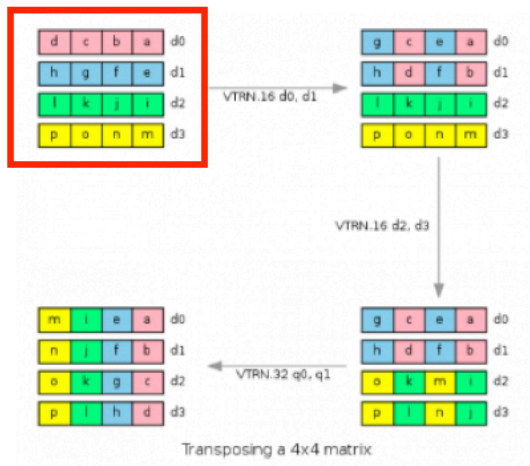 d c b a d0
h g f e d1
l k j i d2
p o n m d3
VTRN.16 d0, d1
g c e a d0
h d f b d1
l k j i d2
p o n m d3
VTRN.16 d2, d3
m i e a d0
n j f b d1
o k g c d2
p l h d d3
VTRN.32 q0, q1
g c e a d0
h d f b d1
o k m i d2
p l n j d3
Transposing a 4x4 matrix